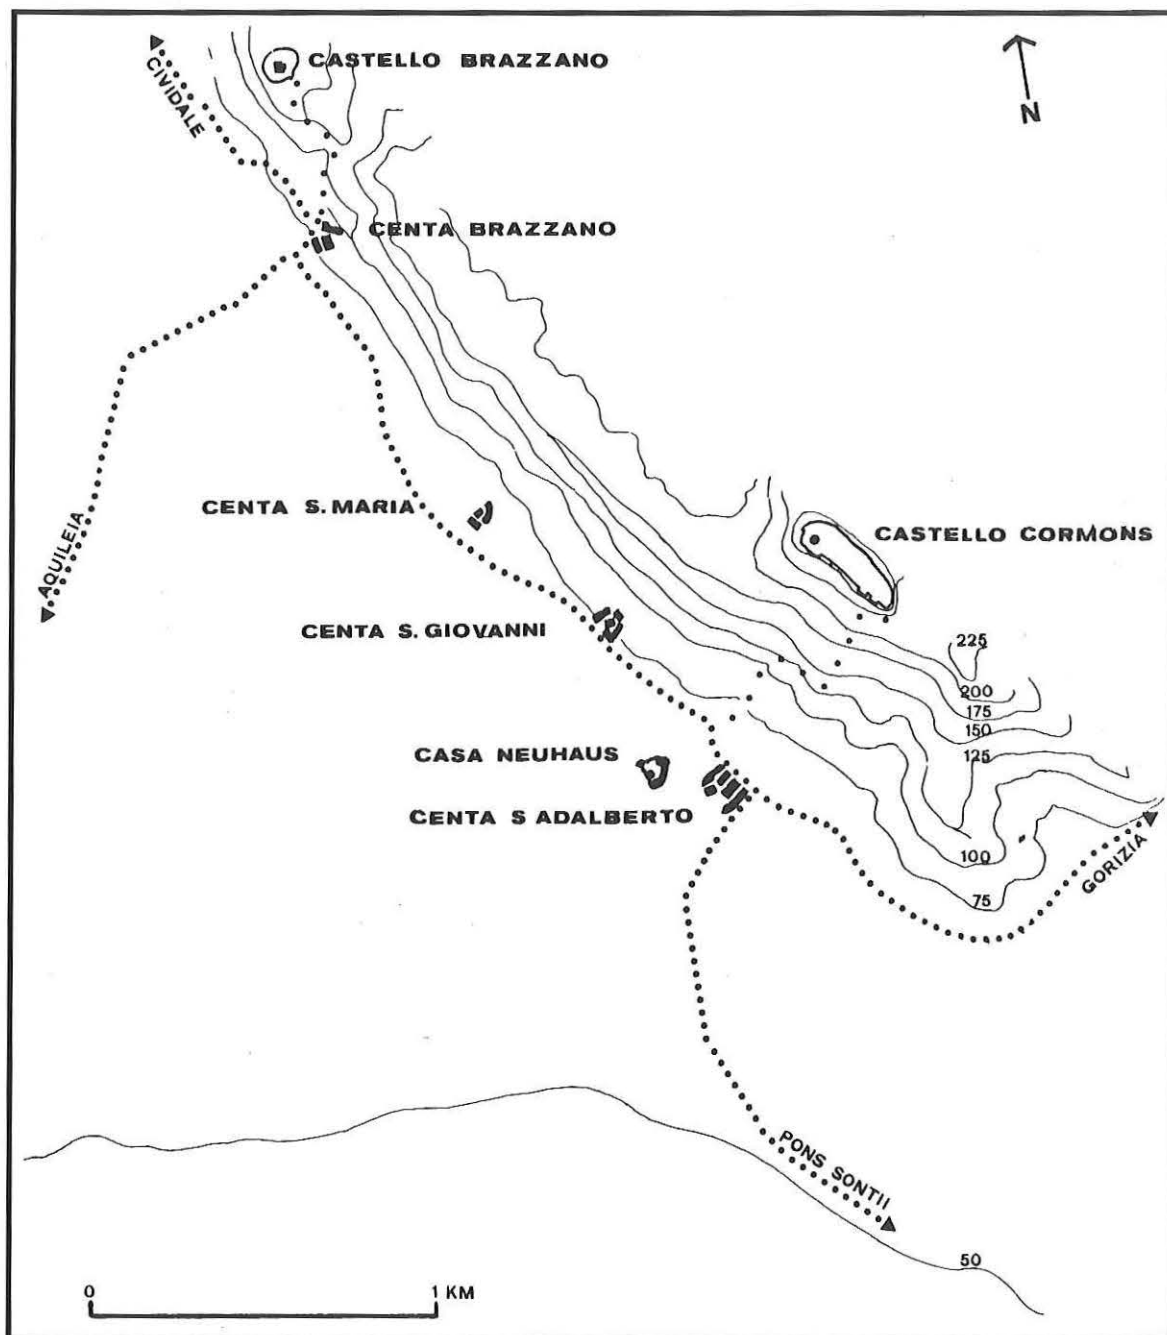 CASTELLO BRAZZANO
CIVIDALE
N
CENTA BRAZZANO
CENTA S. MARIA
CASTELLO CORMONS
AQUILEIA
CENTA S. GIOVANNI
225
200
175
150
125
CASA NEUHAUS
CENTA S ADALBERTO
100
75
GORIZIA
PONS SONTII
50
0 1 KM